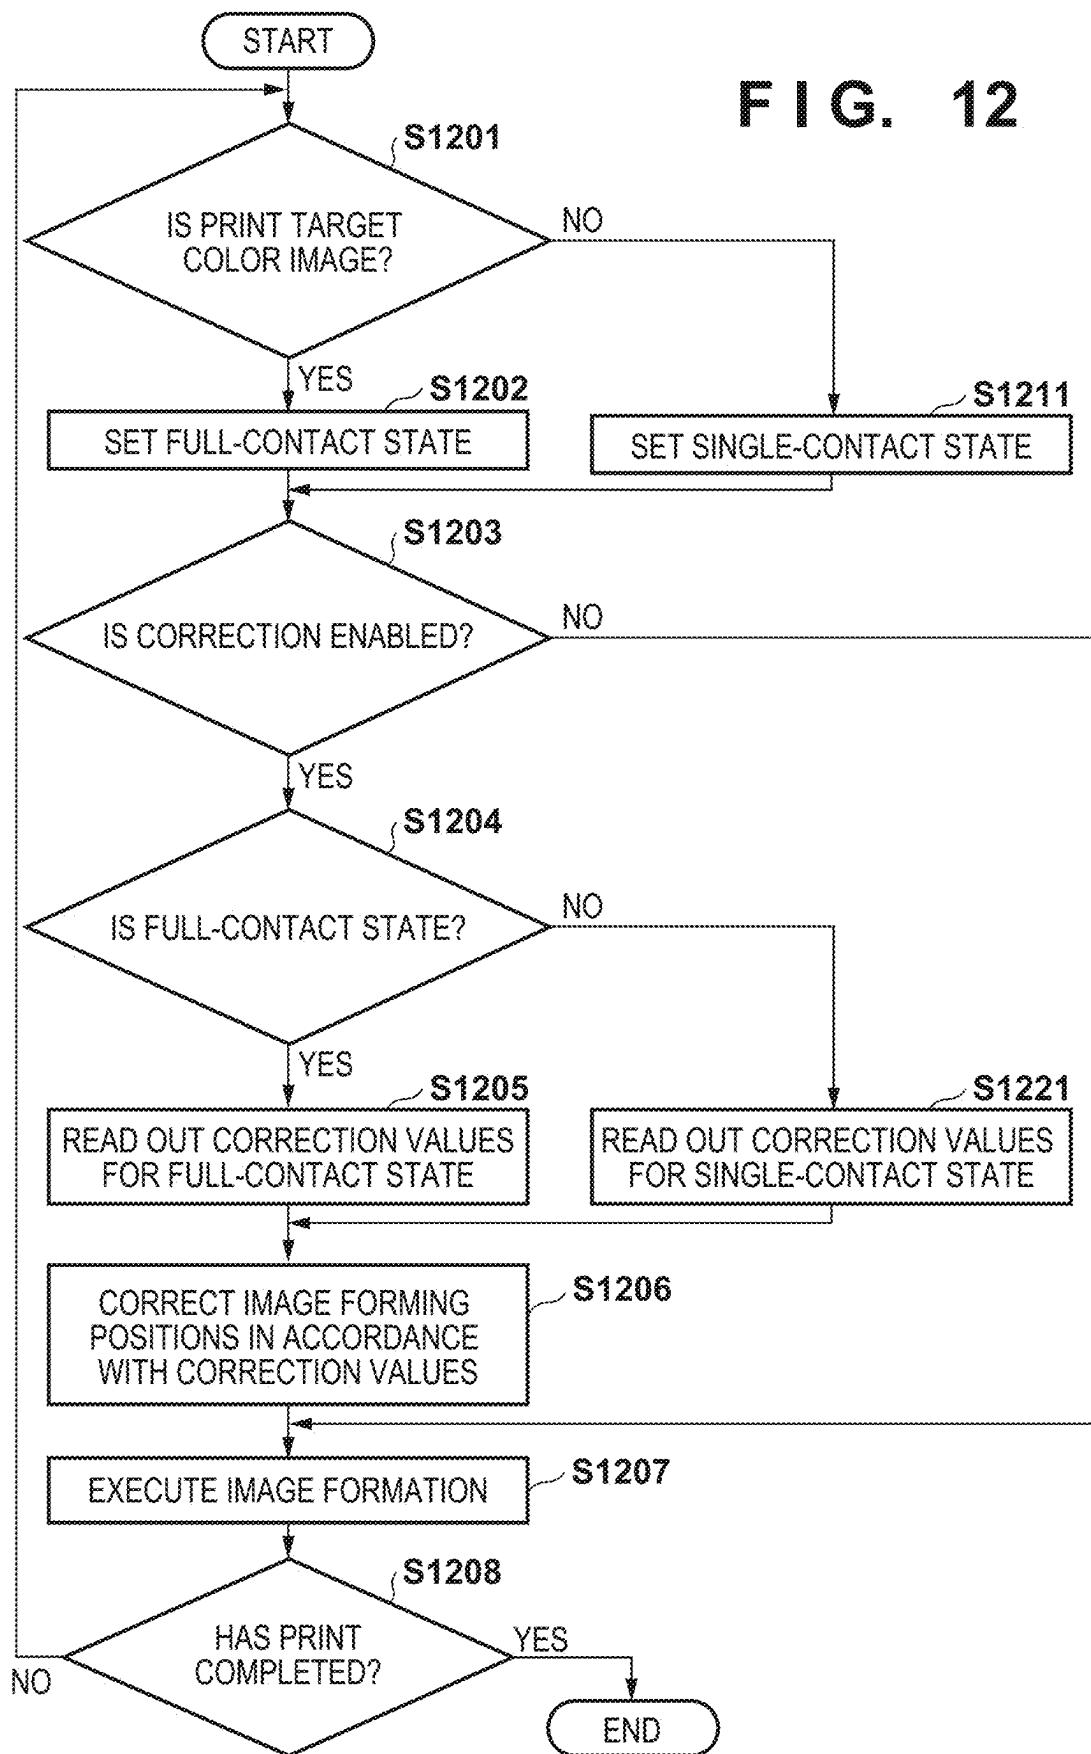 START
FIG. 12
S1201
IS PRINT TARGET
COLOR IMAGE?
NO
YES
S1202
SET FULL-CONTACT STATE
S1211
SET SINGLE-CONTACT STATE
S1203
IS CORRECTION ENABLED?
NO
YES
S1204
IS FULL-CONTACT STATE?
NO
YES
S1205
READ OUT CORRECTION VALUES
FOR FULL-CONTACT STATE
S1221
READ OUT CORRECTION VALUES
FOR SINGLE-CONTACT STATE
S1206
CORRECT IMAGE FORMING
POSITIONS IN ACCORDANCE
WITH CORRECTION VALUES
S1207
EXECUTE IMAGE FORMATION
S1208
HAS PRINT
COMPLETED?
YES
NO
END